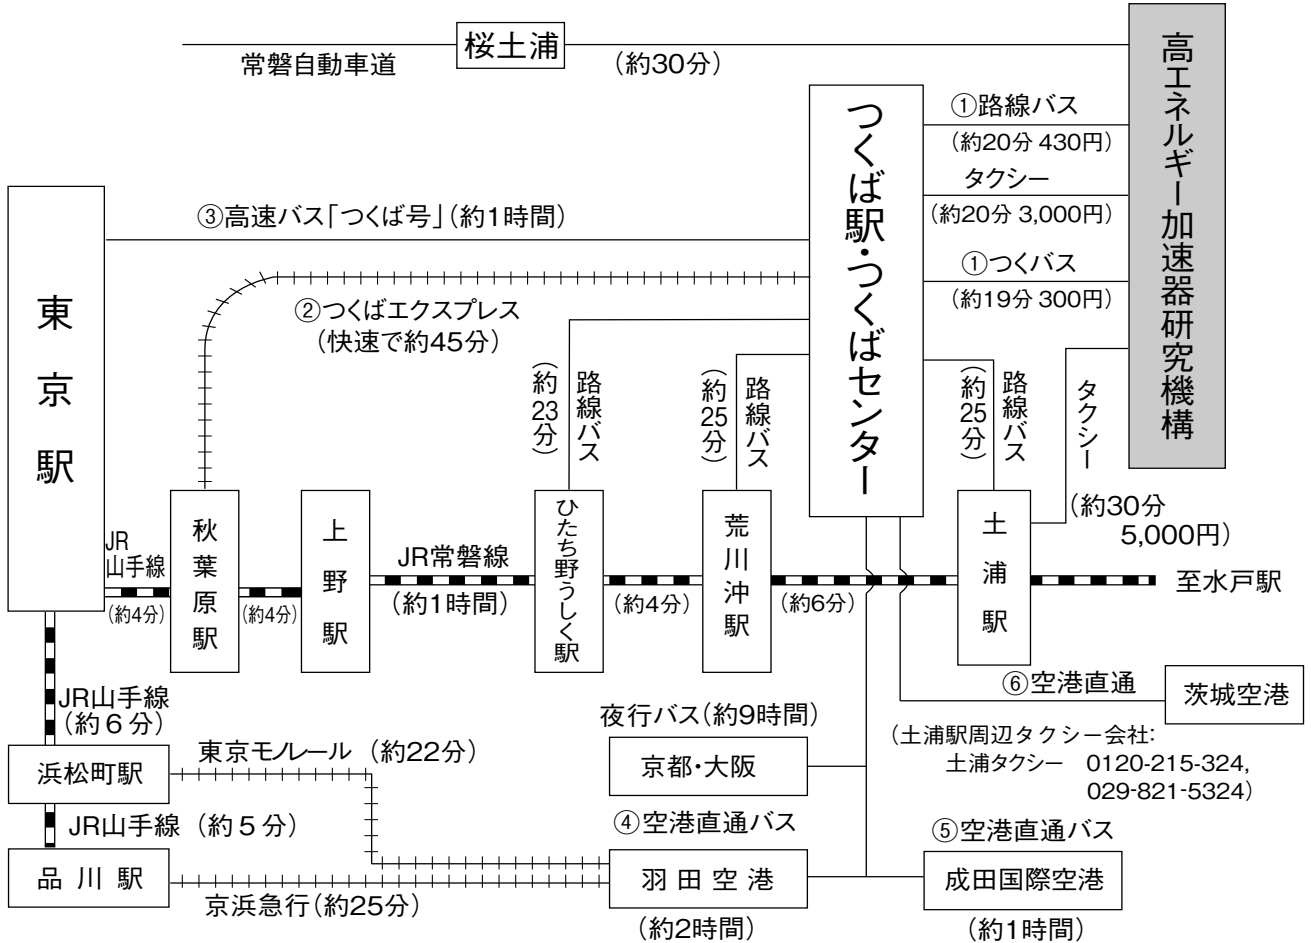 桜土浦
常磐自動車道
(約30分)
高エネルギー加速器研究機構
つくば駅・つくばセンター
①路線バス
(約20分 430円)
タクシー
(約20分 3,000円)
①つくバス
(約19分 300円)
③高速バス「つくば号」(約1時間)
②つくばエクスプレス
(快速で約45分)
東京駅
路線バス
(約23分)
路線バス
(約25分)
路線バス
(約25分)
タクシー
(約30分
5,000円)
JR
山手線
(約4分)
秋葉原駅
(約4分)
上野駅
JR常磐線
(約1時間)
ひたち野うしく駅
(約4分)
荒川沖駅
(約6分)
土浦駅
至水戸駅
JR山手線
(約6分)
⑥空港直通
茨城空港
夜行バス(約9時間)
京都・大阪
(土浦駅周辺タクシー会社:
土浦タクシー 0120-215-324,
029-821-5324)
浜松町駅
東京モノレール (約22分)
JR山手線 (約5分)
④空港直通バス
⑤空港直通バス
品川駅
京浜急行(約25分)
羽田空港
(約2時間)
成田国際空港
(約1時間)